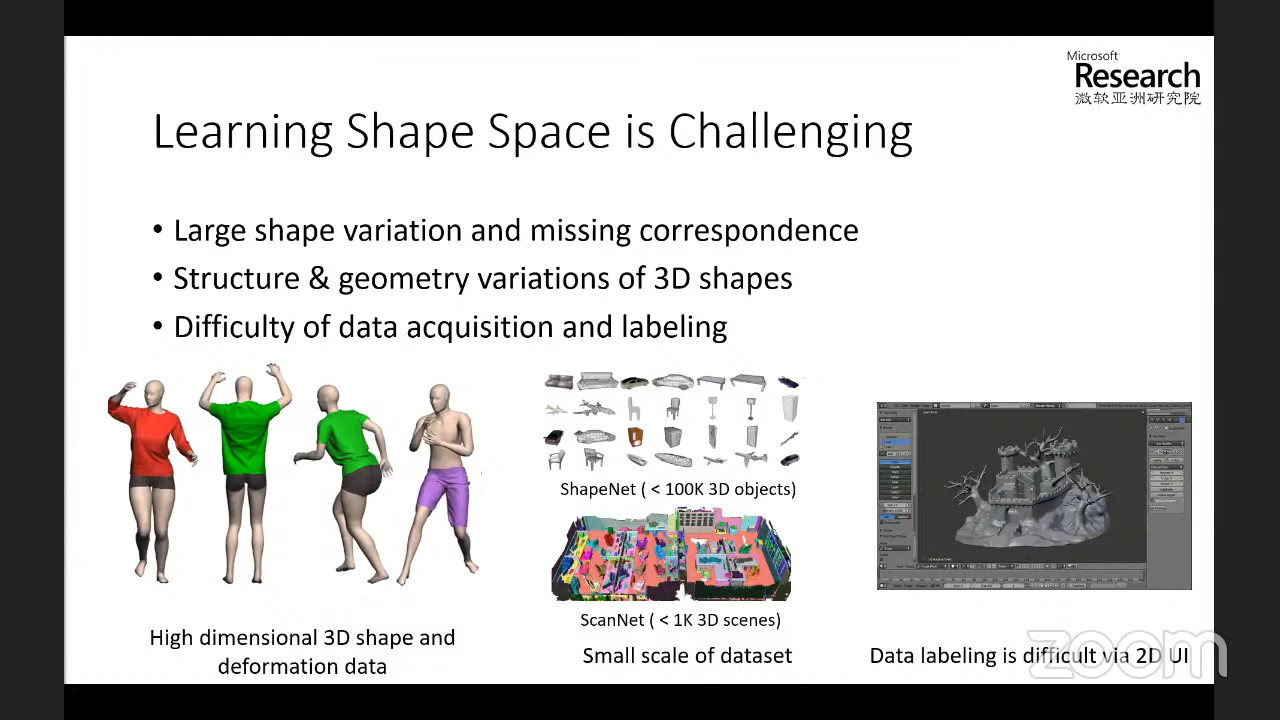 Microsoft
Research
微软亚洲研究院
Learning Shape Space is Challenging
• Large shape variation and missing correspondence
• Structure & geometry variations of 3D shapes
• Difficulty of data acquisition and labeling
ShapeNet ( < 100K 3D objects)
ScanNet ( < 1K 3D scenes)
High dimensional 3D shape and
deformation data
Small scale of dataset
Data labeling is difficult via 2D UI
zoom